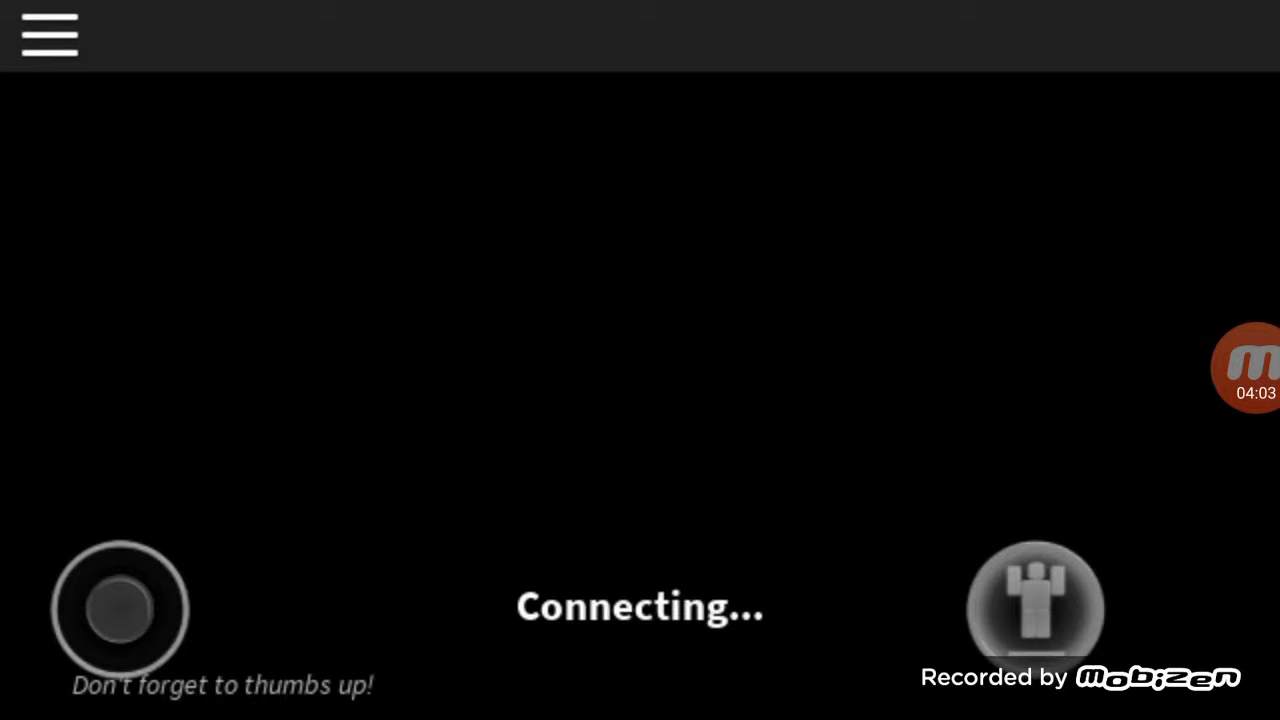 m
04:03
Connecting...
Don't forget to thumbs up!
Recorded by mobizen